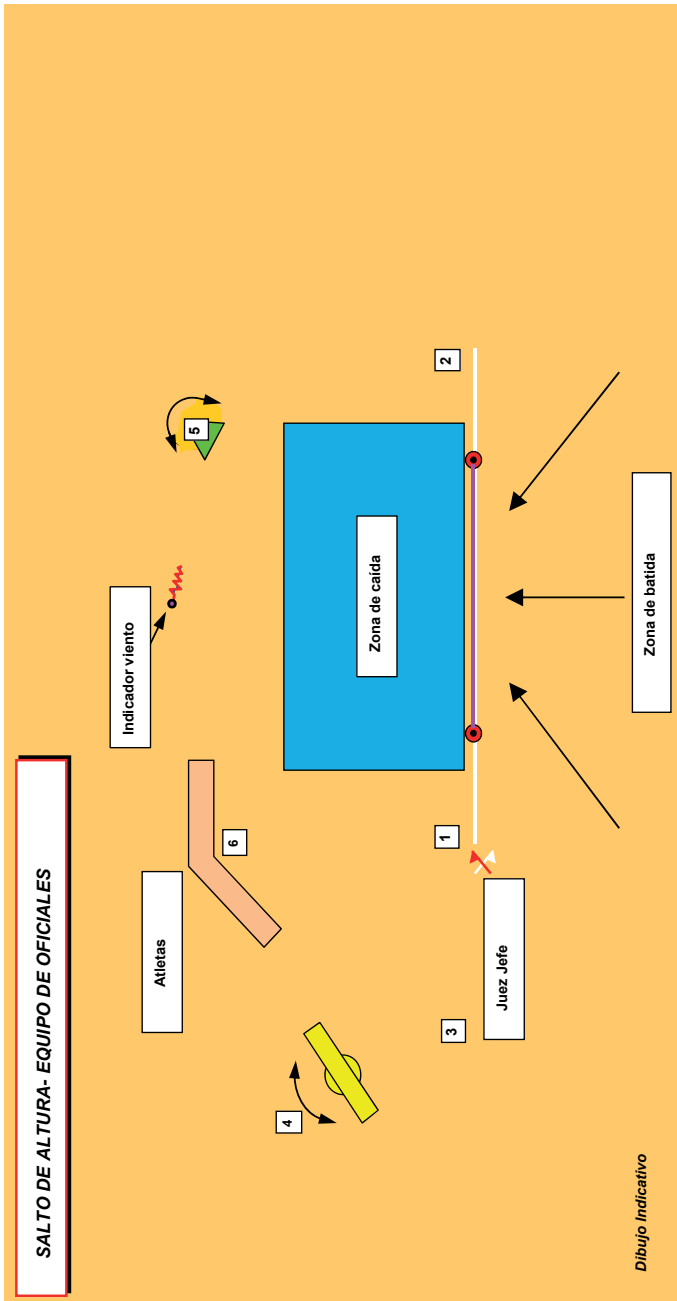 SALTO DE ALTURA- EQUIPO DE OFICIALES
Atletas
Indicador viento
6
5
4
Zona de caída
3
1
2
Juez Jefe
Zona de batida
Dibujo Indicativo